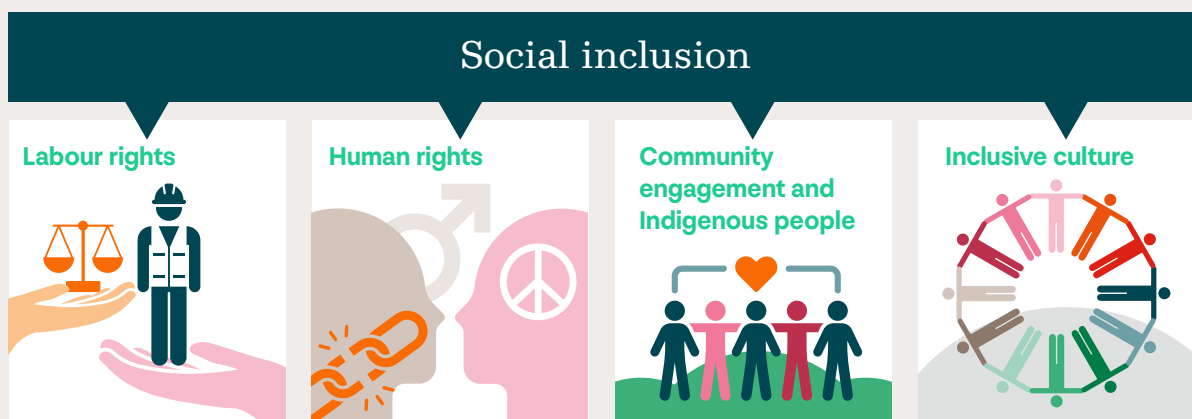 Social inclusion
Labour rights
Human rights
Community
engagement and
Indigenous people
Inclusive culture